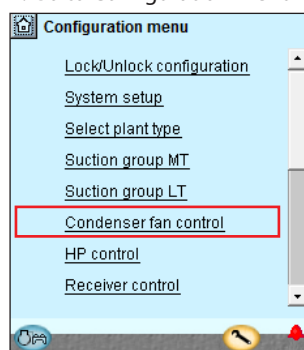 Configuration menu
Lock/Unlock configuration
System setup
Select plant type
Suction group MT
Suction group LT
Condenser fan control
HP control
Receiver control